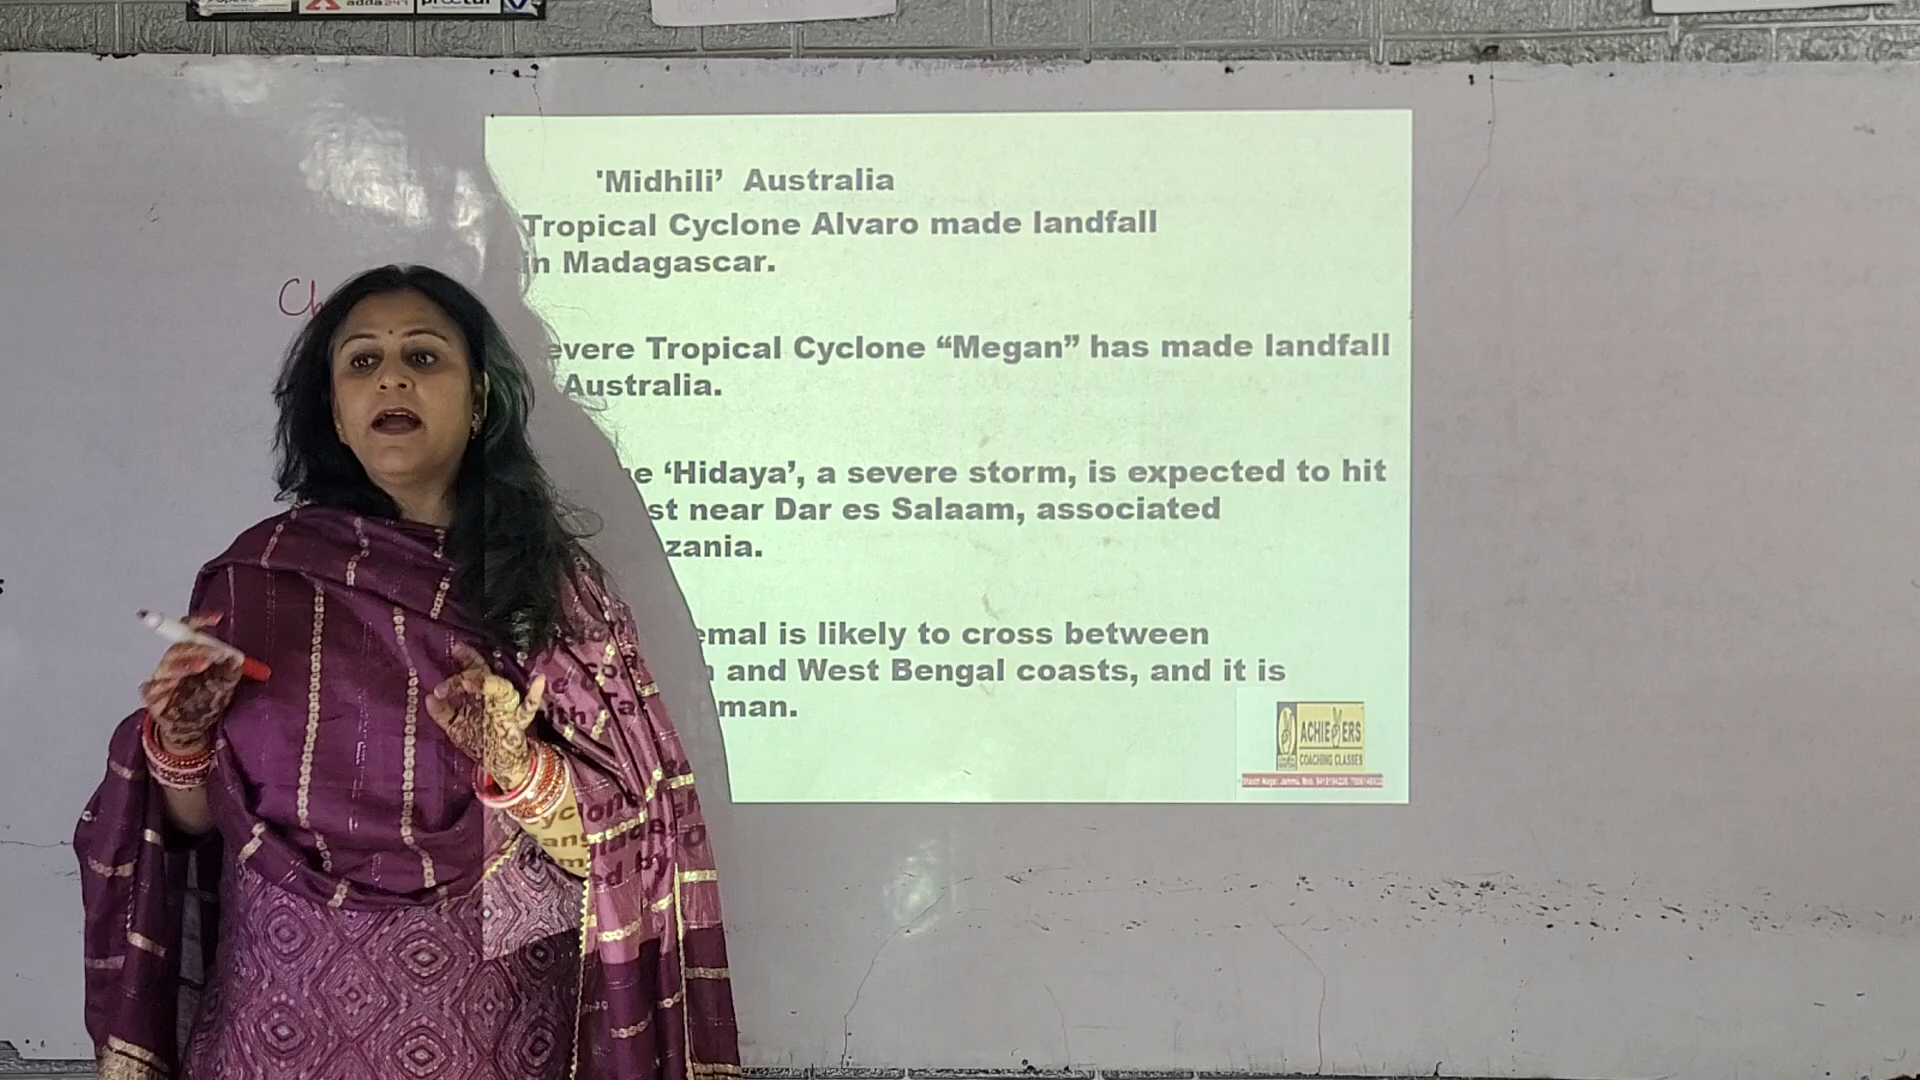 adda247
'Midhili’ Australia
Tropical Cyclone Alvaro made landfall
in Madagascar.
evere Tropical Cyclone “Megan” has made landfall
Australia.
e ‘Hidaya’, a severe storm, is expected to hit
st near Dar es Salaam, associated
zania.
emal is likely to cross between
and West Bengal coasts, and it is
man.
Ch
ACHIEVERS
COACHING CLASSES